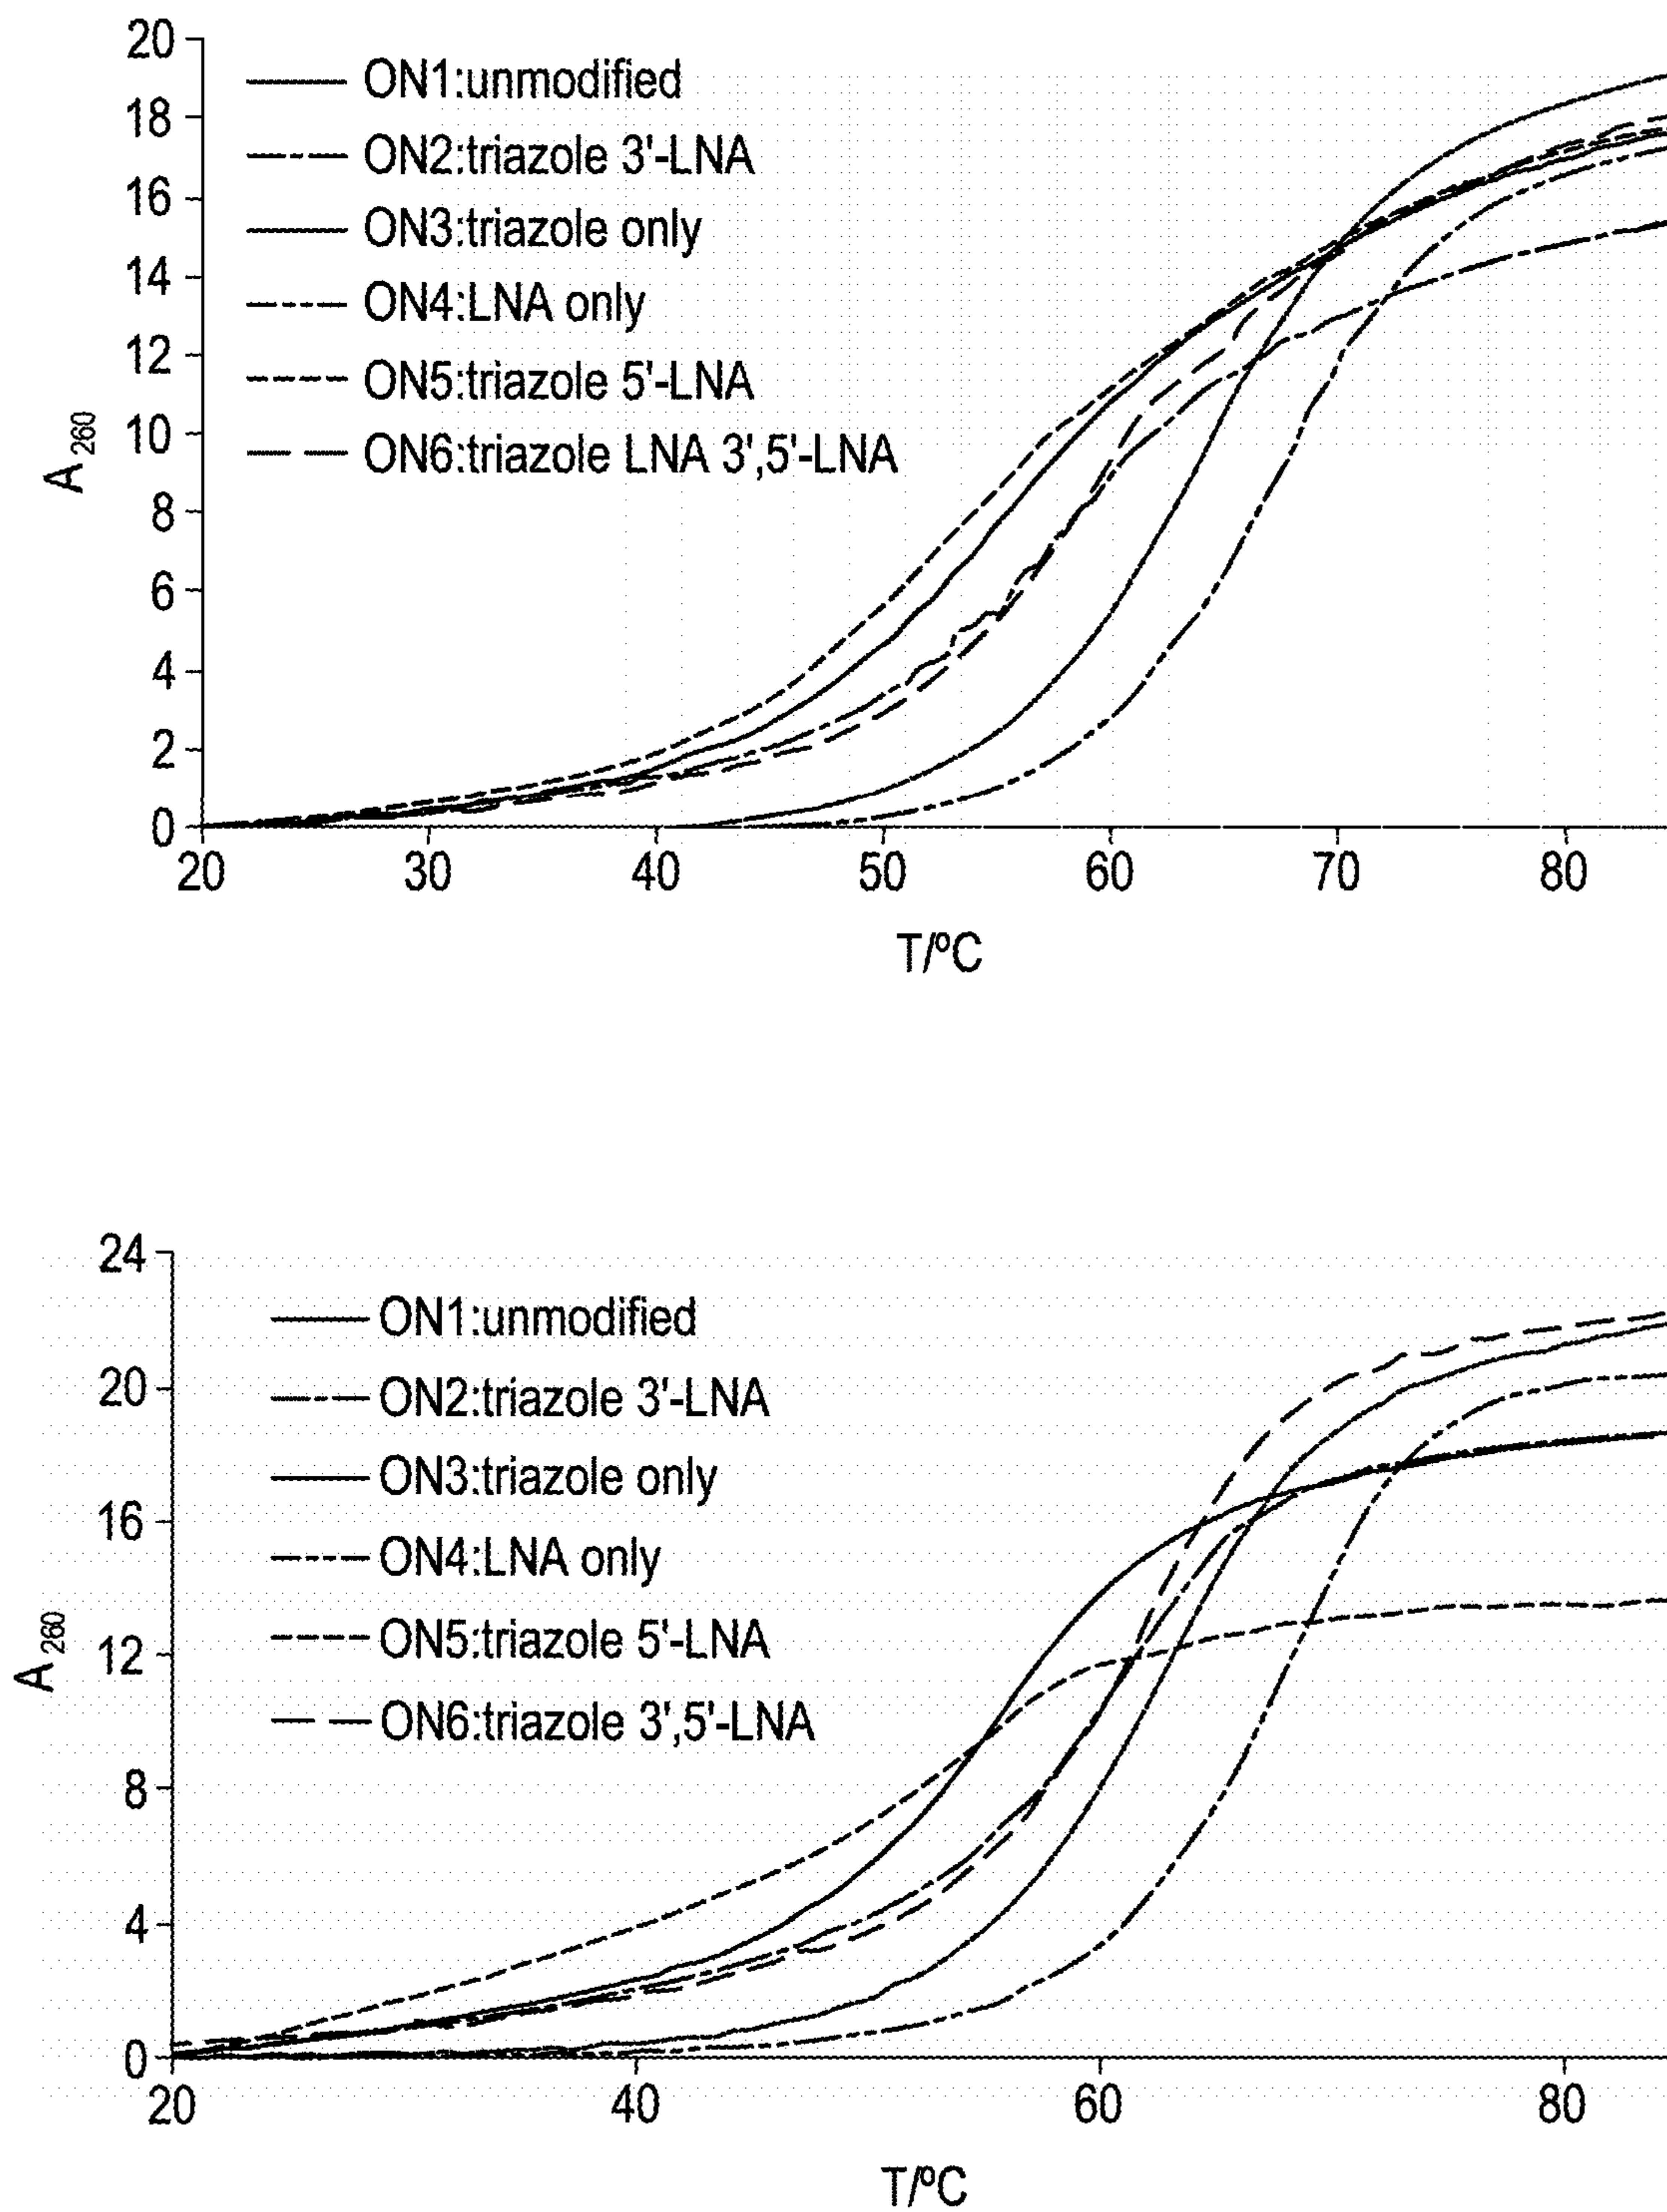 20
18
16
14
12
10
8
6
4
2
0
A260
ON1:unmodified
ON2:triazole 3'-LNA
ON3:triazole only
ON4:LNA only
ON5:triazole 5'-LNA
ON6:triazole LNA 3',5'-LNA
20 30 40 50 60 70 80
T/ºC
24
20
16
12
8
4
0
A260
ON1:unmodified
ON2:triazole 3'-LNA
ON3:triazole only
ON4:LNA only
ON5:triazole 5'-LNA
ON6:triazole 3',5'-LNA
20 40 60 80
T/ºC